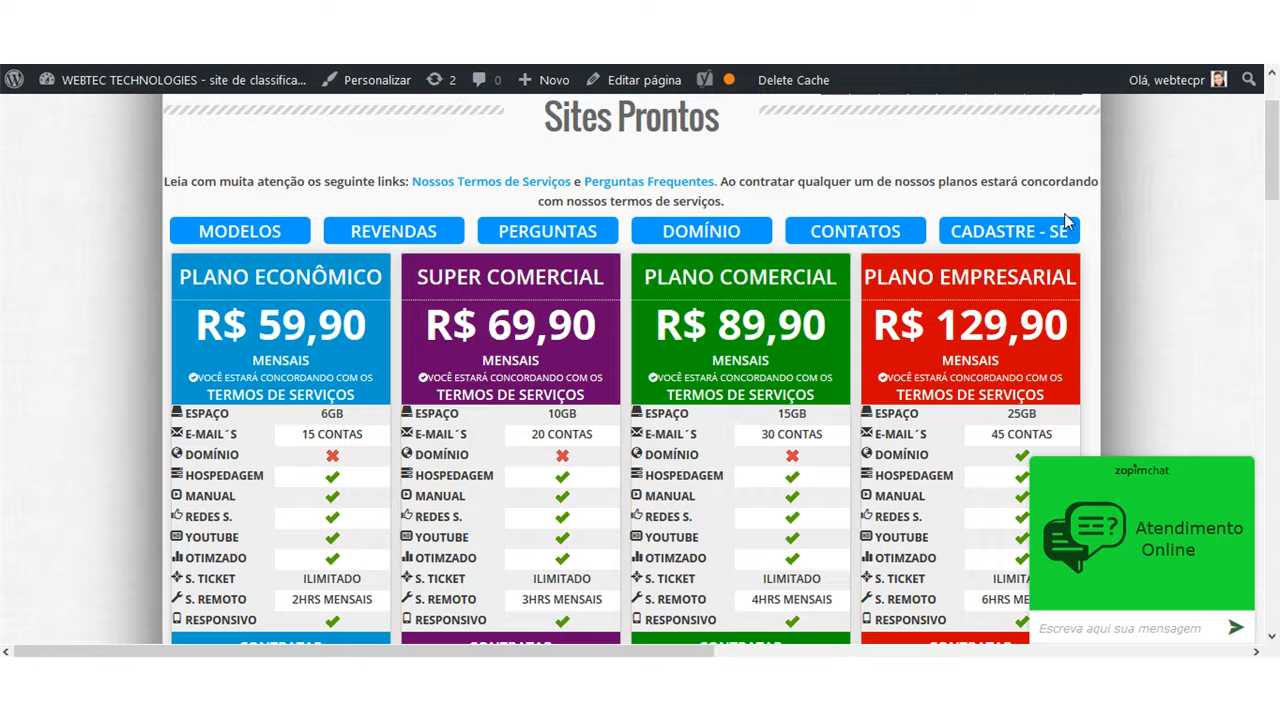 WEBTEC TECHNOLOGIES - site de classifica... Personalizar 2 0 Novo Editar página Delete Cache Olá, webtecpr
Sites Prontos
Leia com muita atenção os seguinte links: Nossos Termos de Serviços e Perguntas Frequentes. Ao contratar qualquer um de nossos planos estará concordando
com nossos termos de serviços.
MODELOS REVENDAS PERGUNTAS DOMÍNIO CONTATOS CADASTRE - SE
PLANO ECONÔMICO SUPER COMERCIAL PLANO COMERCIAL PLANO EMPRESARIAL
R$ 59,90 R$ 69,90 R$ 89,90 R$ 129,90
MENSAIS MENSAIS MENSAIS MENSAIS
VOCÊ ESTARÁ CONCORDANDO COM OS VOCÊ ESTARÁ CONCORDANDO COM OS VOCÊ ESTARÁ CONCORDANDO COM OS VOCÊ ESTARÁ CONCORDANDO COM OS
TERMOS DE SERVIÇOS TERMOS DE SERVIÇOS TERMOS DE SERVIÇOS TERMOS DE SERVIÇOS
ESPAÇO 6GB ESPAÇO 10GB ESPAÇO 15GB ESPAÇO 25GB
E-MAIL´S 15 CONTAS E-MAIL´S 20 CONTAS E-MAIL´S 30 CONTAS E-MAIL´S 45 CONTAS
DOMÍNIO DOMÍNIO DOMÍNIO DOMÍNIO
HOSPEDAGEM HOSPEDAGEM HOSPEDAGEM HOSPEDAGEM
MANUAL MANUAL MANUAL MANUAL
REDES S. REDES S. REDES S. REDES S.
YOUTUBE YOUTUBE YOUTUBE YOUTUBE
OTIMZADO OTIMZADO OTIMZADO OTIMZADO
S. TICKET ILIMITADO S. TICKET ILIMITADO S. TICKET ILIMITADO S. TICKET ILIMITA
S. REMOTO 2HRS MENSAIS S. REMOTO 3HRS MENSAIS S. REMOTO 4HRS MENSAIS S. REMOTO 6HRS ME
RESPONSIVO RESPONSIVO RESPONSIVO RESPONSIVO
CONTRATAR CONTRATAR CONTRATAR CONTRATAR
zopimchat
Atendimento
Online
Escreva aqui sua mensagem